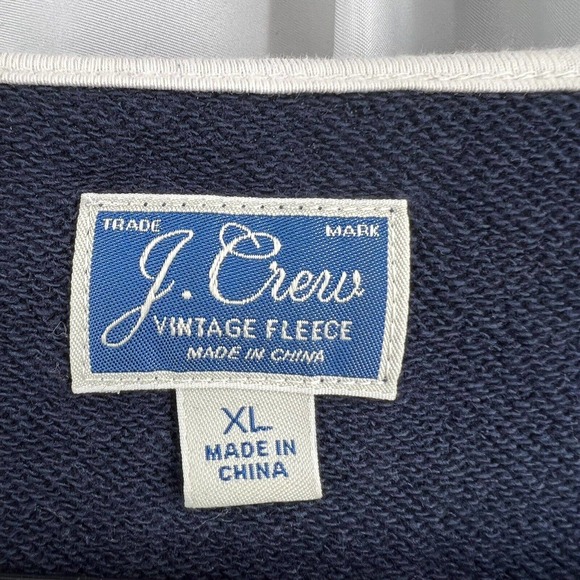 TRADE MARK
J. Crew
VINTAGE FLEECE
MADE IN CHINA
XL
MADE IN
CHINA